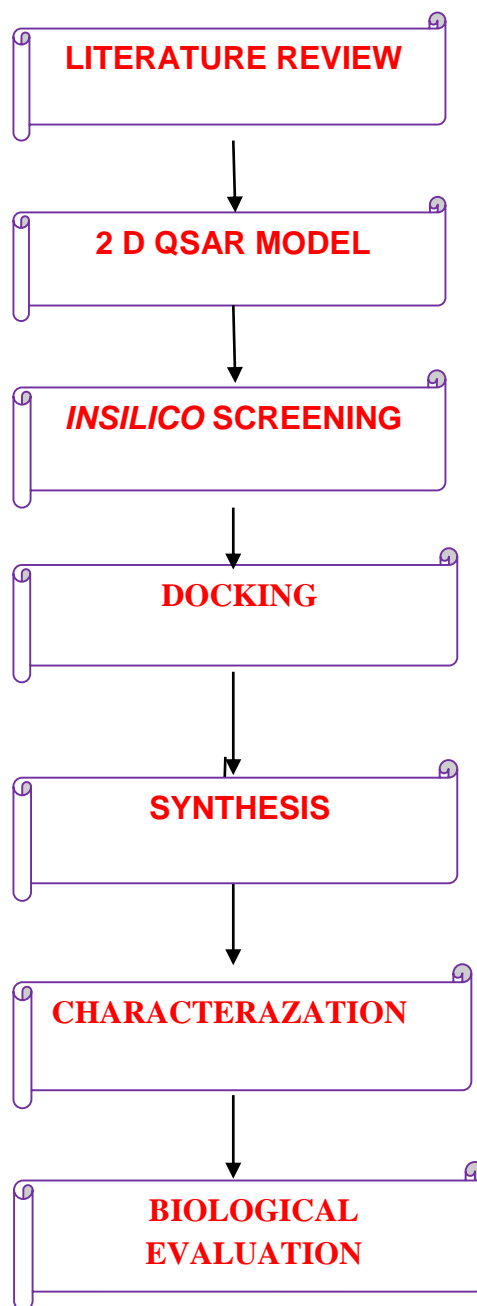 LITERATURE REVIEW
2 D QSAR MODEL
INSILICO SCREENING
DOCKING
SYNTHESIS
CHARACTERAZATION
BIOLOGICAL
EVALUATION